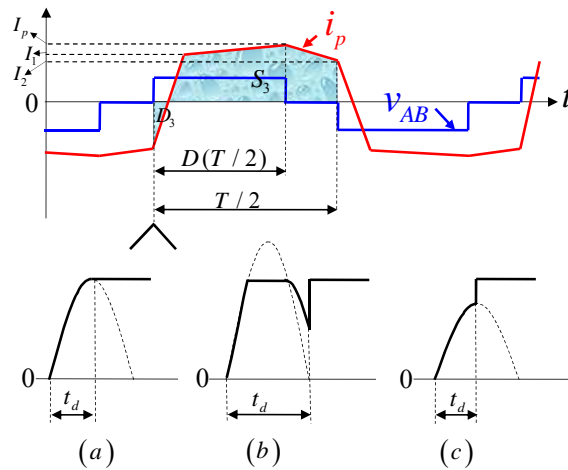 I_p
I_1
I_2
i_p
S_3
0
t
D_3
v_AB
D(T/2)
T/2
0
0
0
t_d
t_d
t_d
(a)
(b)
(c)